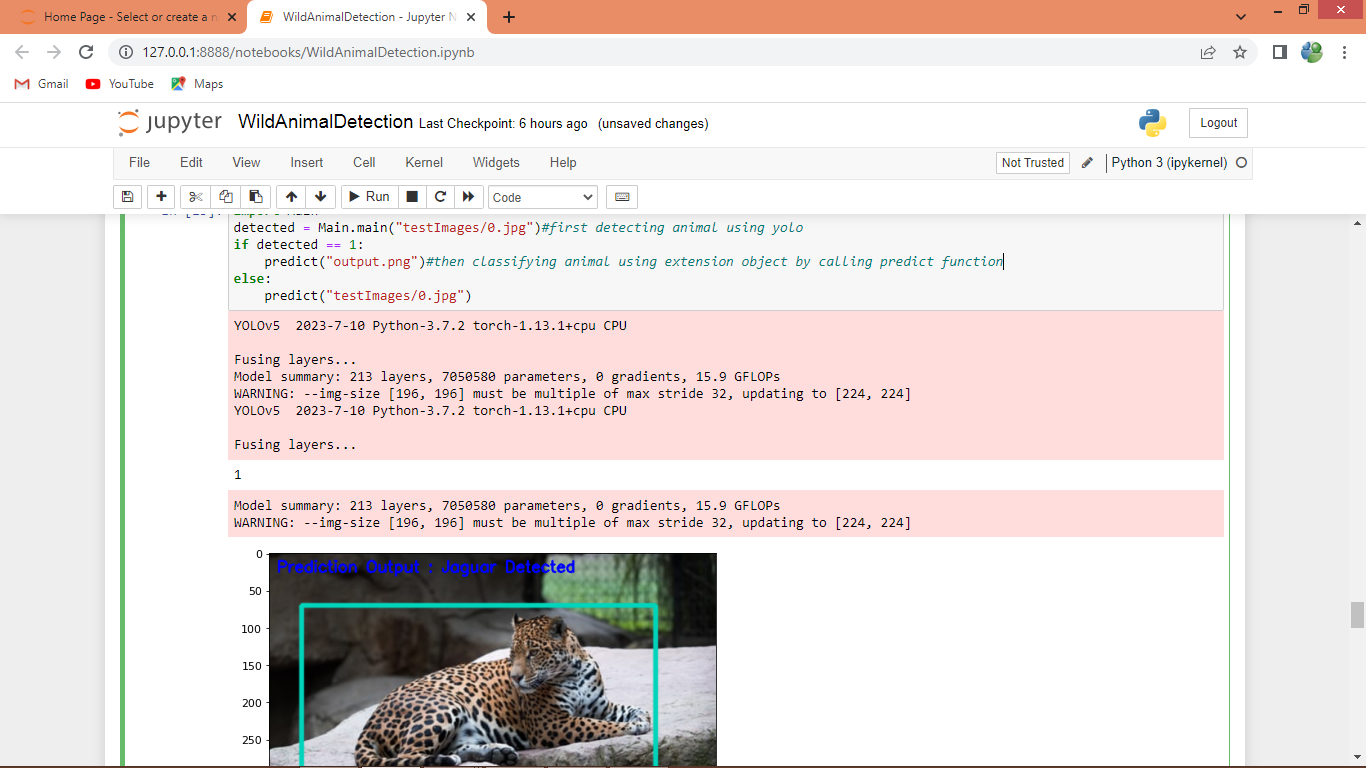 Home Page - Select or create a n
WildAnimalDetection - Jupyter N
127.0.0.1:8888/notebooks/WildAnimalDetection.ipynb
Gmail YouTube Maps
jupyter WildAnimalDetection Last Checkpoint: 6 hours ago (unsaved changes) Logout
File Edit View Insert Cell Kernel Widgets Help Not Trusted Python 3 (ipykernel)
Run Code
detected = Main.main("testImages/0.jpg")#first detecting animal using yolo
if detected == 1:
    predict("output.png")#then classifying animal using extension object by calling predict function
else:
    predict("testImages/0.jpg")
YOLOv5  2023-7-10 Python-3.7.2 torch-1.13.1+cpu CPU
Fusing layers...
Model summary: 213 layers, 7050580 parameters, 0 gradients, 15.9 GFLOPs
WARNING: --img-size [196, 196] must be multiple of max stride 32, updating to [224, 224]
YOLOv5  2023-7-10 Python-3.7.2 torch-1.13.1+cpu CPU
Fusing layers...
1
Model summary: 213 layers, 7050580 parameters, 0 gradients, 15.9 GFLOPs
WARNING: --img-size [196, 196] must be multiple of max stride 32, updating to [224, 224]
0
Prediction Output : Jaguar Detected
50
100
150
200
250